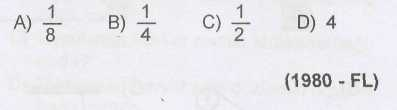 A) 1/8 B) 1/4 C) 1/2 D) 4
(1980 - FL)